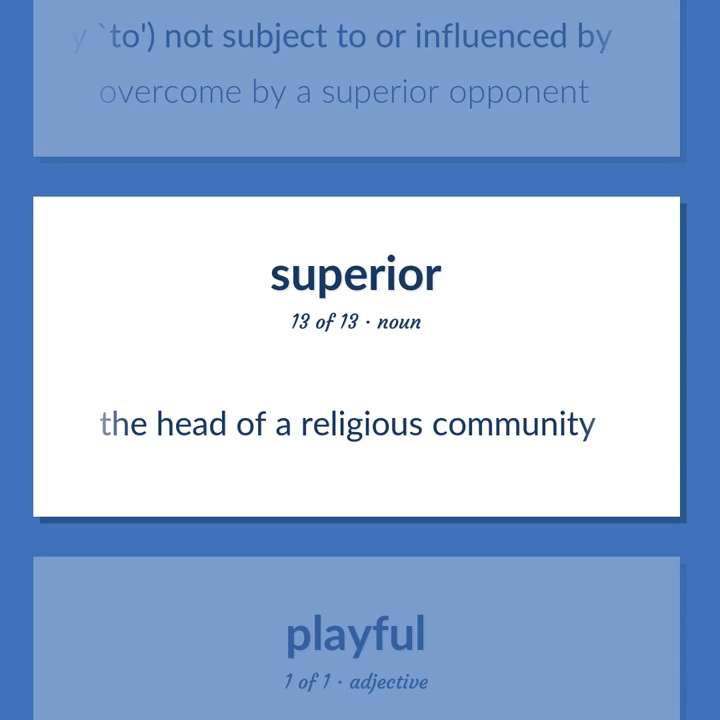 y `to') not subject to or influenced by
overcome by a superior opponent
superior
13 of 13 · noun
the head of a religious community
playful
1 of 1 · adjective